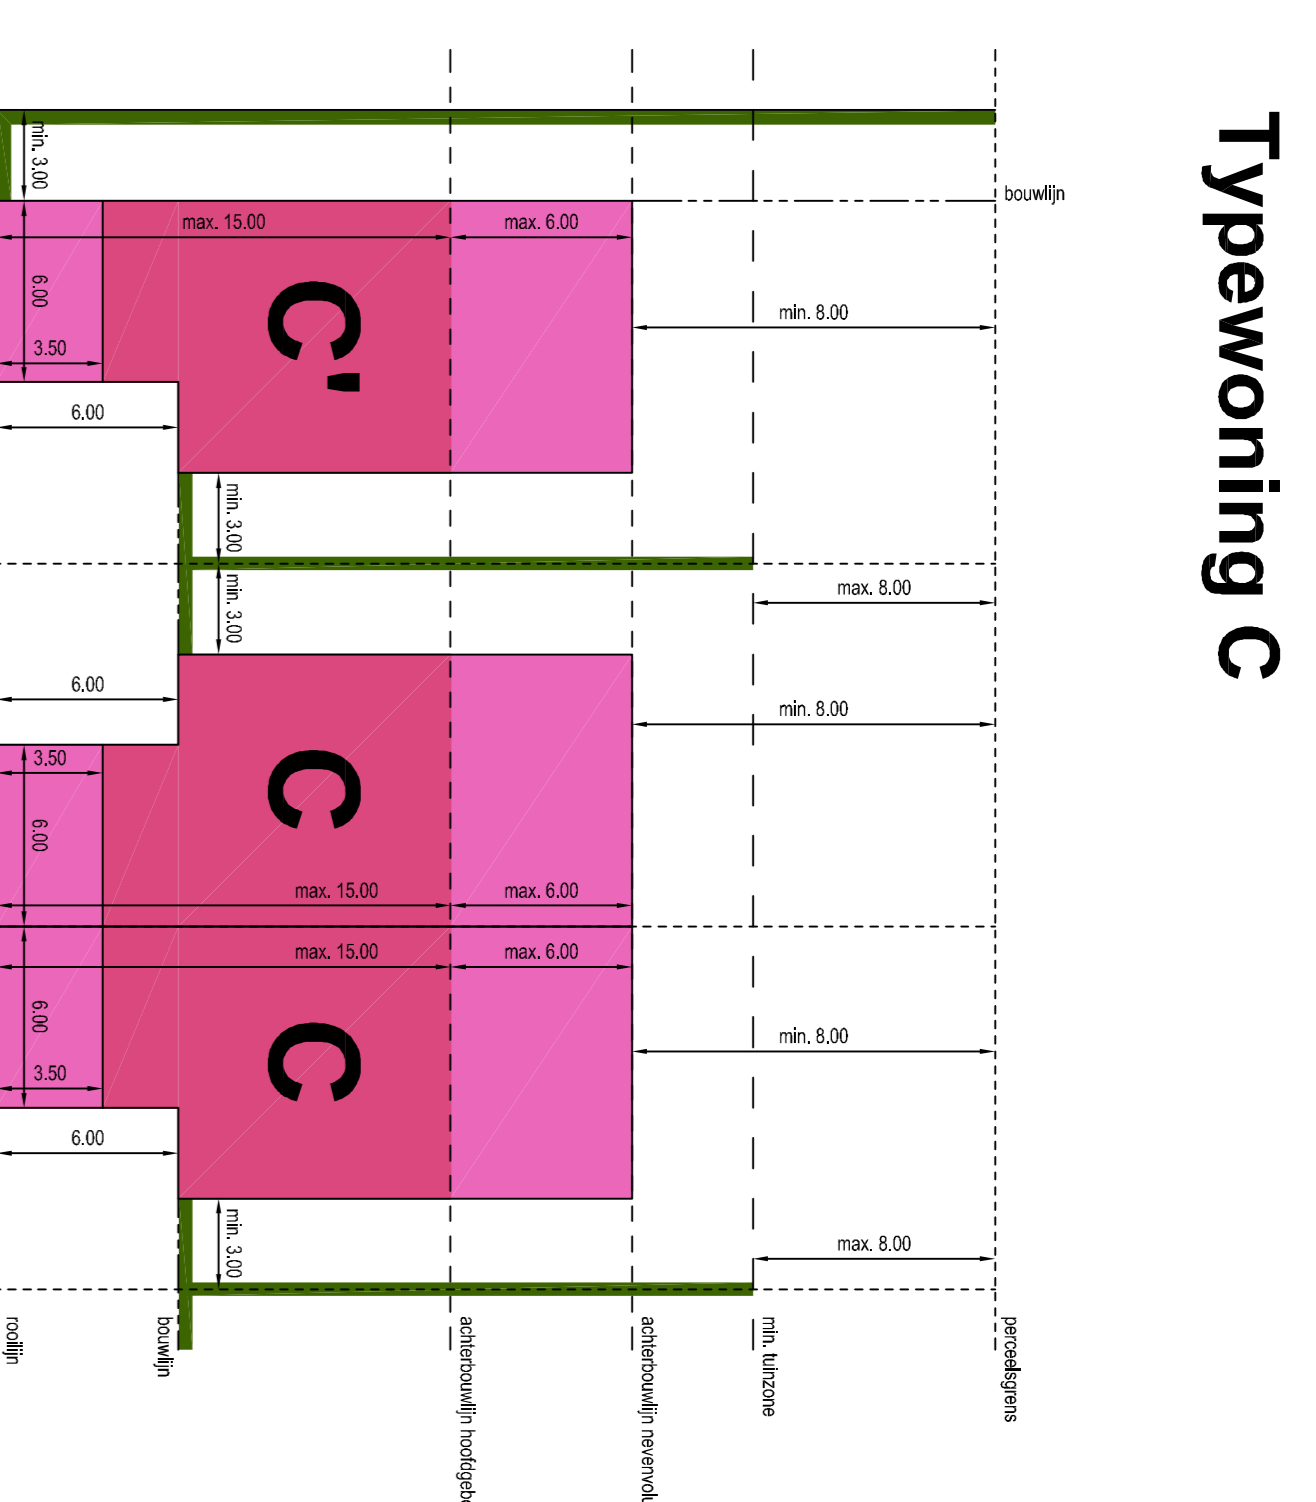 Typewoning C
bouwlijn
min. 3.00
max. 15.00
max. 6.00
6.00
C'
min. 8.00
3.50
6.00
min. 3.00
min. 3.00
max. 8.00
6.00
min. 8.00
3.50
C
6.00
max. 15.00
max. 6.00
max. 15.00
max. 6.00
6.00
C
min. 8.00
3.50
6.00
min. 3.00
max. 8.00
rooilijn
bouwlijn
achterbouwlijn
achterbouwlijn
min. tuinzone
perceelsgrens